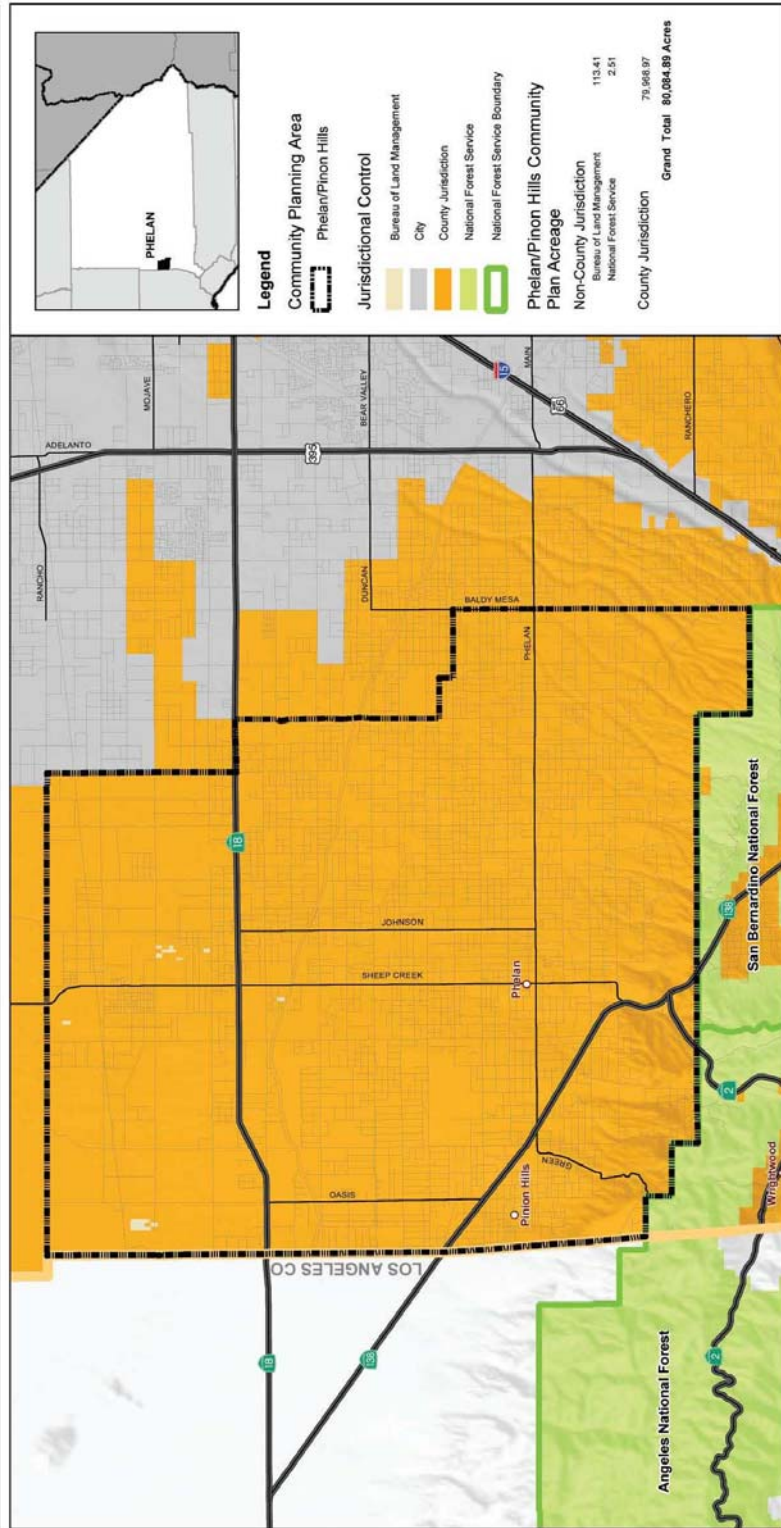 PHELAN
Legend
Community Planning Area
Phelan/Pinon Hills
Jurisdictional Control
Bureau of Land Management
City
County Jurisdiction
National Forest Service
National Forest Service Boundary
Phelan/Pinon Hills Community
Plan Acreage
Non-County Jurisdiction
Bureau of Land Management 113.41
National Forest Service 2.51
County Jurisdiction 79,968.97
Grand Total 80,084.89 Acres
RANCHO
ADELANTO
MOJAVE
395
DUNCAN
BEAR VALLEY
BALDY MESA
PHELAN
MAIN
15
66
RANCHERO
18
JOHNSON
SHEEP CREEK
Phelan
OASIS
GREEN
Pinion Hills
LOS ANGELES CO
18
138
138
2
San Bernardino National Forest
Wrightwood
Angeles National Forest
2